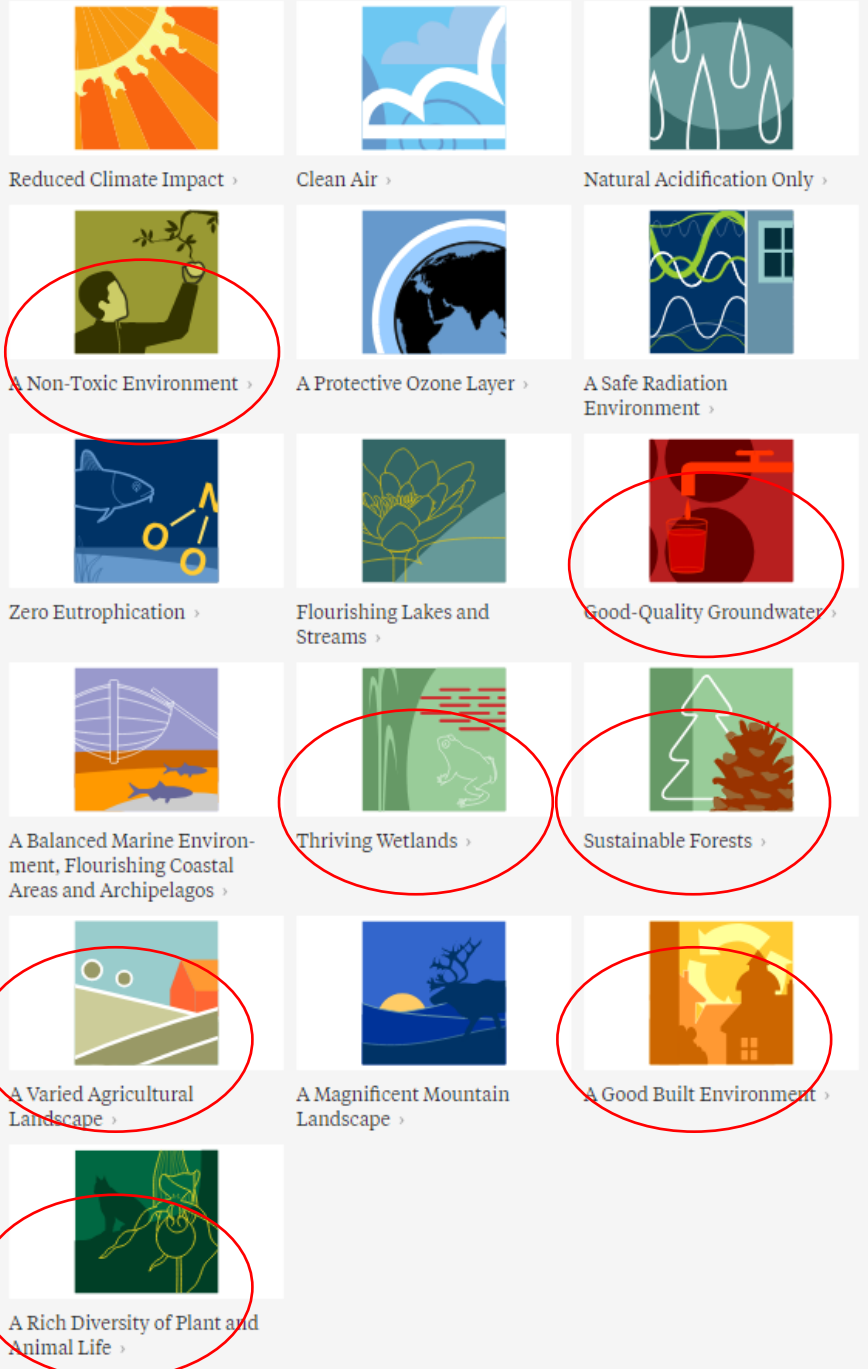 Reduced Climate Impact ›
Clean Air ›
Natural Acidification Only ›
A Non-Toxic Environment ›
A Protective Ozone Layer ›
A Safe Radiation
Environment ›
N
O
O
Zero Eutrophication ›
Flourishing Lakes and
Streams ›
Good-Quality Groundwater ›
A Balanced Marine Environ-
ment, Flourishing Coastal
Areas and Archipelagos ›
Thriving Wetlands ›
Sustainable Forests ›
A Varied Agricultural
Landscape ›
A Magnificent Mountain
Landscape ›
A Good Built Environment ›
A Rich Diversity of Plant and
Animal Life ›